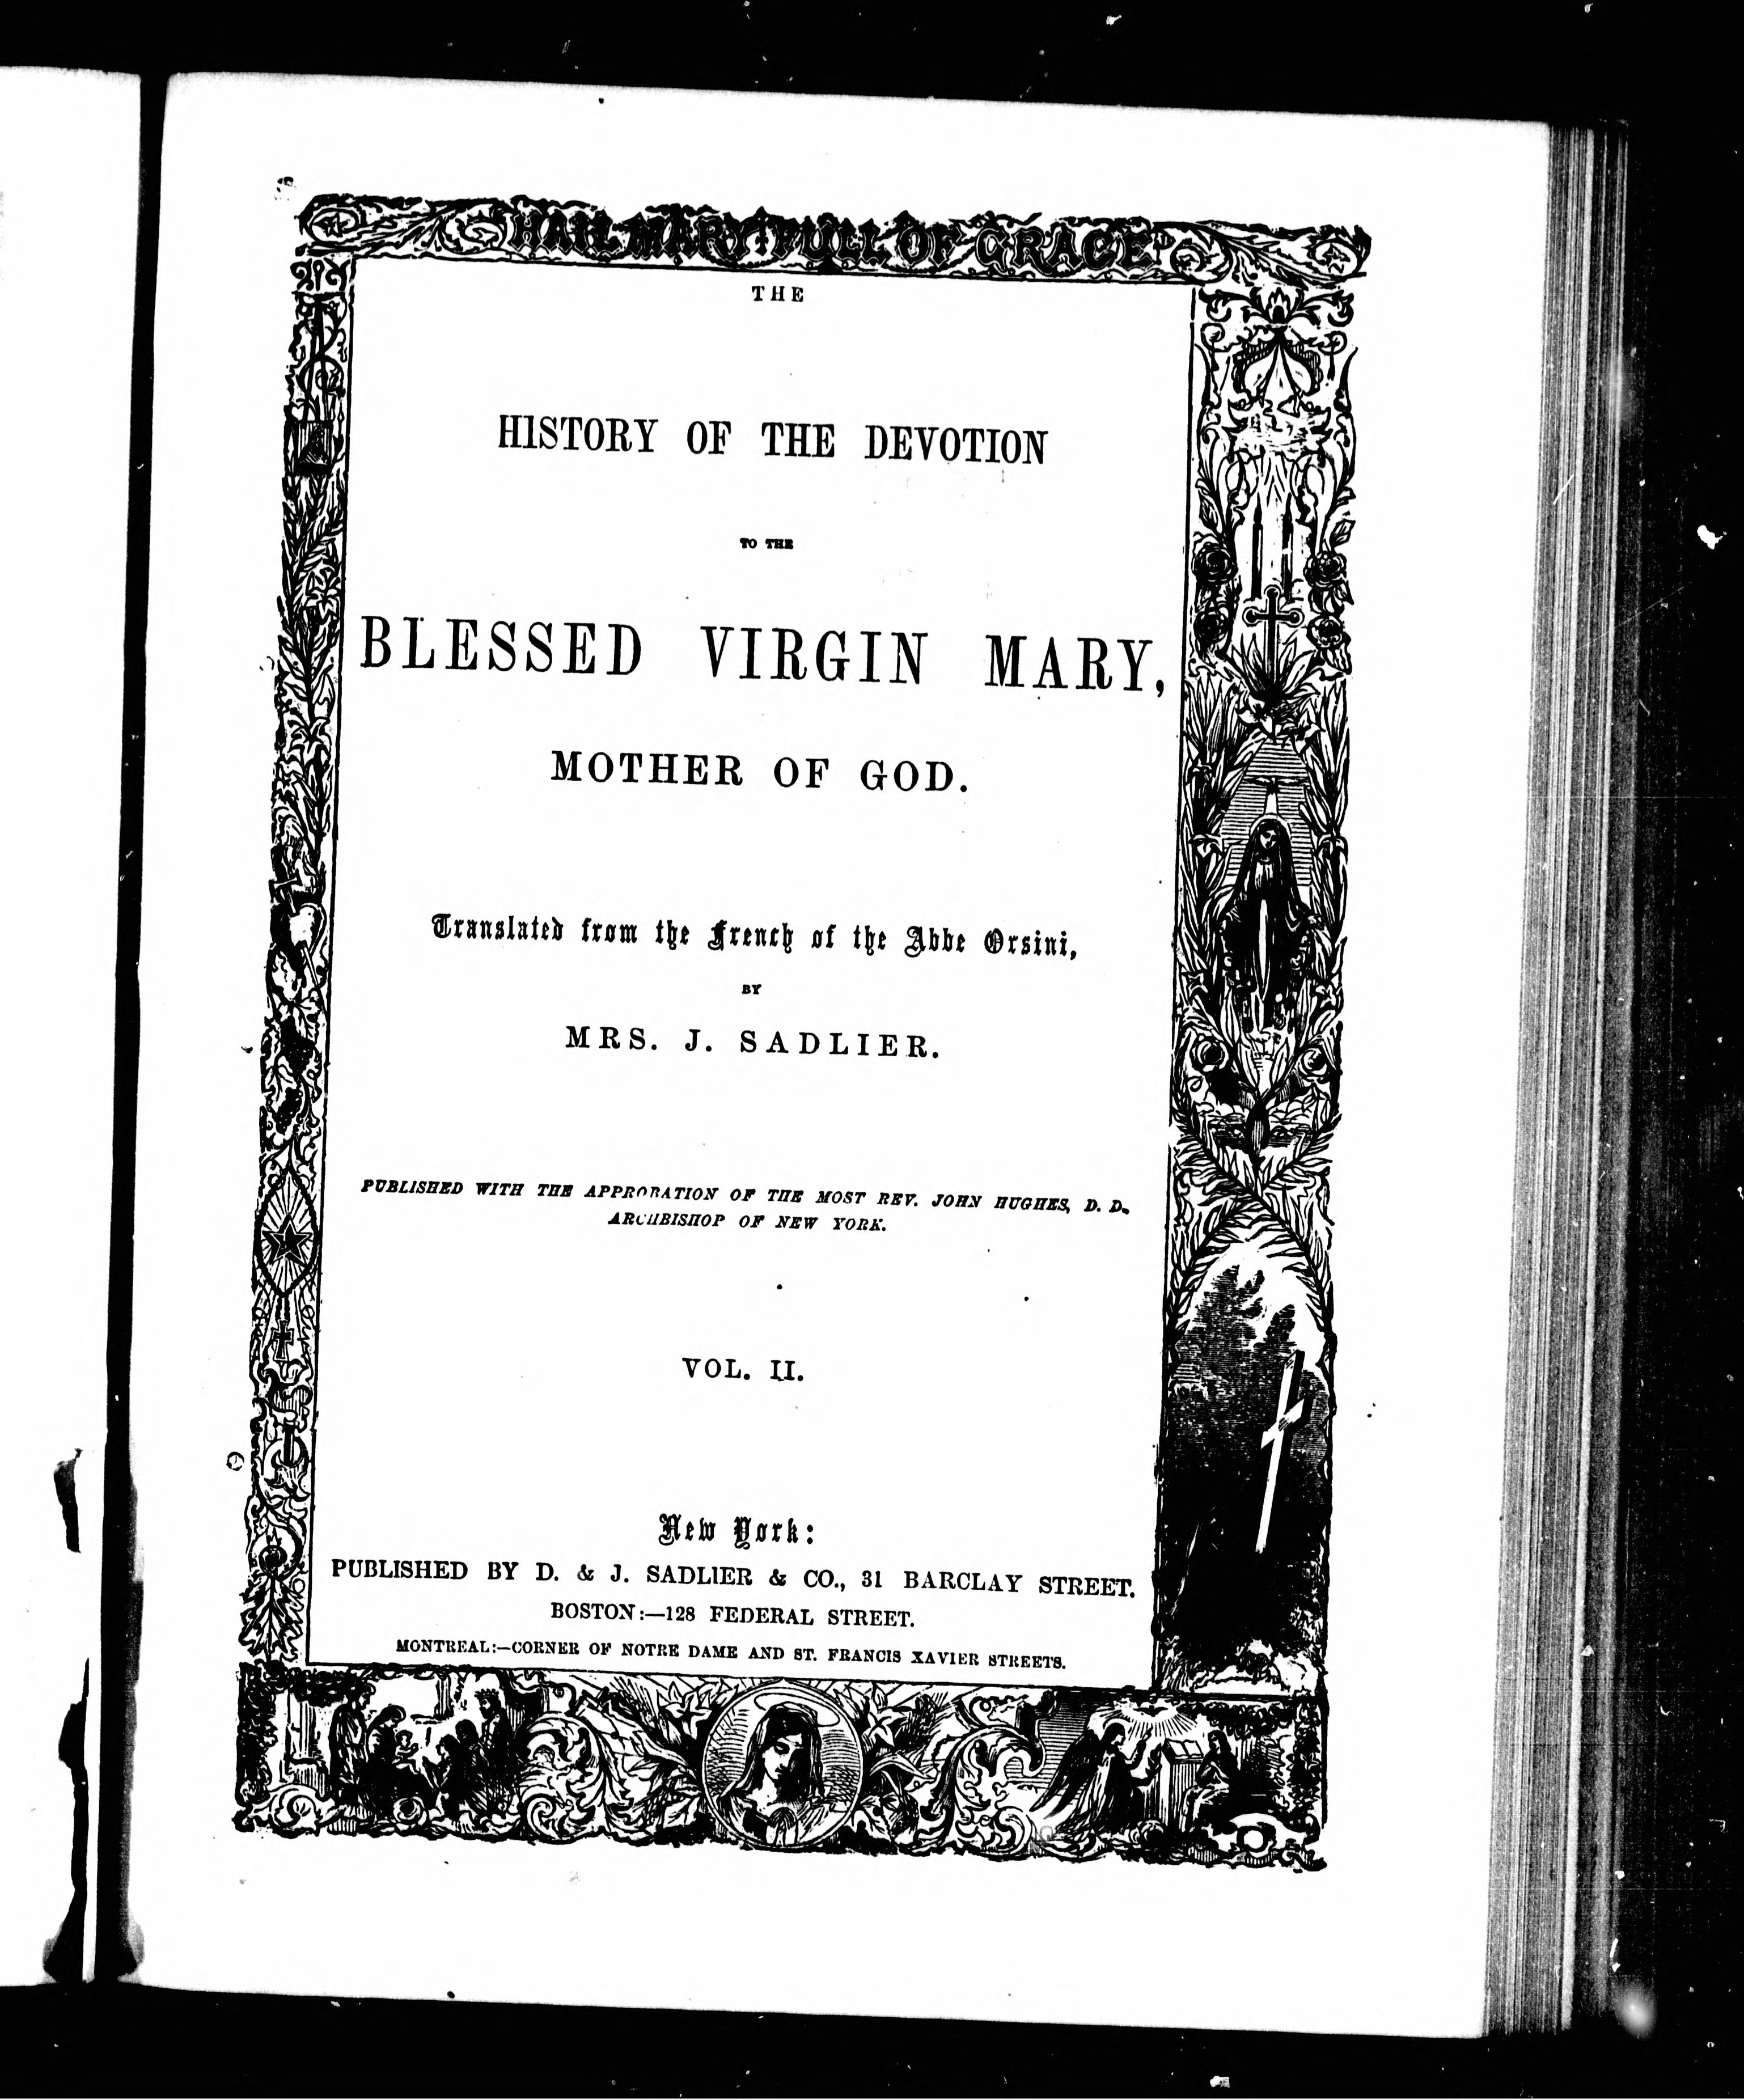 HAIL MARY FULL OF GRACE
THE
HISTORY OF THE DEVOTION
TO THE
BLESSED VIRGIN MARY,
MOTHER OF GOD.
Translated from the French of the Abbe Orsini,
BY
MRS. J. SADLIER.
PUBLISHED WITH THE APPROBATION OF THE MOST REV. JOHN HUGHES, D. D.,
ARCHBISHOP OF NEW YORK.
VOL. II.
New York:
PUBLISHED BY D. & J. SADLIER & CO., 31 BARCLAY STREET.
BOSTON:—128 FEDERAL STREET.
MONTREAL:—CORNER OF NOTRE DAME AND ST. FRANCIS XAVIER STREETS.